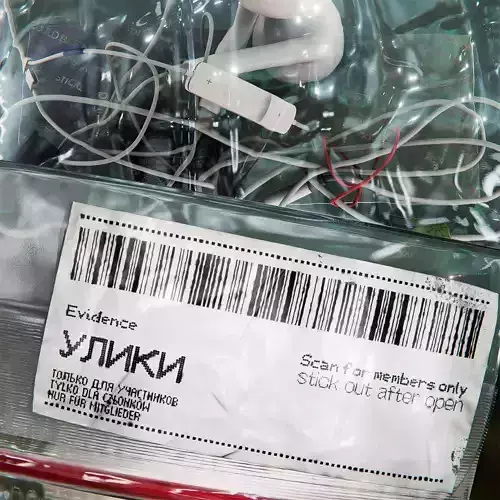 Evidence
УЛИКИ
ТОЛЬКО ДЛЯ УЧАСТНИКОВ
TYLKO DLA CZŁONKÓW
NUR FÜR MITGLIEDER
Scan for members only
stick out after open